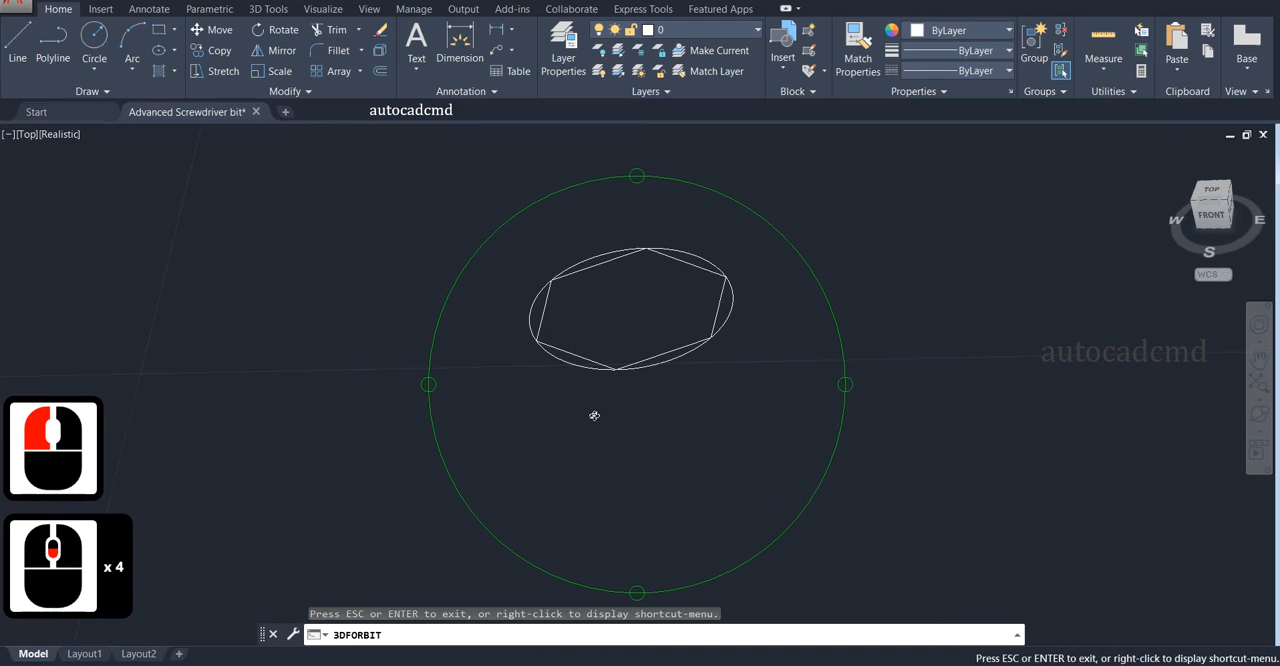 Home Insert Annotate Parametric 3D Tools Visualize View Manage Output Add-ins Collaborate Express Tools Featured Apps
Line Polyline Circle Arc
Move Rotate Trim
Copy Mirror Fillet
Stretch Scale Array
Text Dimension Table
Layer Properties
0
Make Current
Match Layer
Insert
Match Properties
ByLayer
ByLayer
ByLayer
Group
Measure
Paste
Base
Draw Modify Annotation Layers Block Properties Groups Utilities Clipboard View
Start Advanced Screwdriver bit* autocadcmd
[−][Top][Realistic]
TOP
FRONT
W E
S
WCS
autocadcmd
x 4
Press ESC or ENTER to exit, or right-click to display shortcut-menu.
3DFORBIT
Model Layout1 Layout2
Press ESC or ENTER to exit, or right-click to display shortcut-menu.